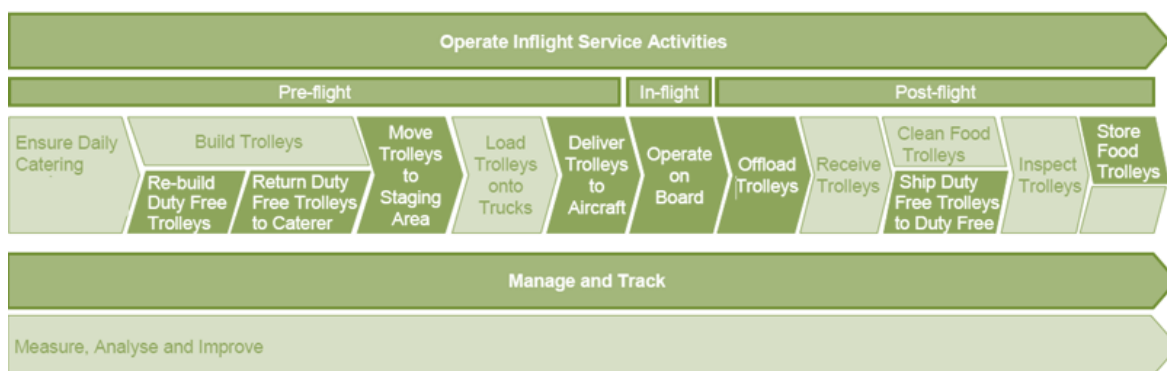 Operate Inflight Service Activities
Pre-flight
In-flight
Post-flight
Ensure Daily
Catering
Build Trolleys
Re-build
Duty Free
Trolleys
Return Duty
Free Trolleys
to Caterer
Move
Trolleys
to
Staging
Area
Load
Trolleys
onto
Trucks
Deliver
Trolleys
to
Aircraft
Operate
on
Board
Offload
Trolleys
Receive
Trolleys
Clean Food
Trolleys
Ship Duty
Free Trolleys
to Duty Free
Inspect
Trolleys
Store
Food
Trolleys
Manage and Track
Measure, Analyse and Improve